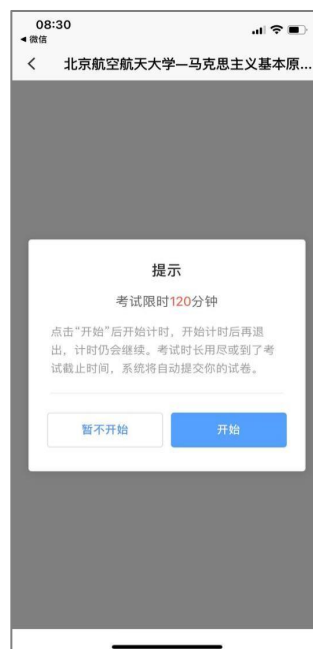 08:30
◀ 微信
北京航空航天大学—马克思主义基本原...
提示
考试限时120分钟
点击“开始”后开始计时，开始计时后再退
出，计时仍会继续。考试时长用尽或到了考
试截止时间，系统将自动提交你的试卷。
暂不开始
开始